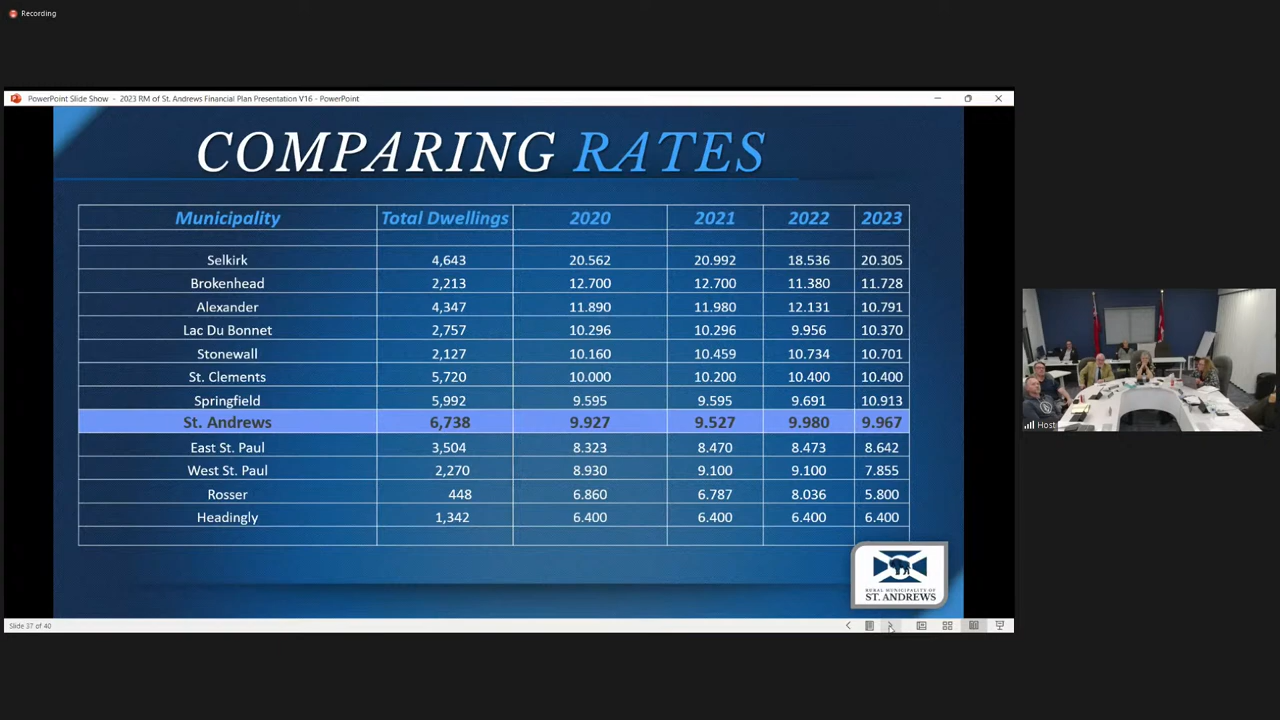 Recording
PowerPoint Slide Show - 2023 RM of St. Andrews Financial Plan Presentation V16 - PowerPoint
COMPARING RATES
Municipality Total Dwellings 2020 2021 2022 2023
Selkirk 4,643 20.562 20.992 18.536 20.305
Brokenhead 2,213 12.700 12.700 11.380 11.728
Alexander 4,347 11.890 11.980 12.131 10.791
Lac Du Bonnet 2,757 10.296 10.296 9.956 10.370
Stonewall 2,127 10.160 10.459 10.734 10.701
St. Clements 5,720 10.000 10.200 10.400 10.400
Springfield 5,992 9.595 9.595 9.691 10.913
St. Andrews 6,738 9.927 9.527 9.980 9.967
East St. Paul 3,504 8.323 8.470 8.473 8.642
West St. Paul 2,270 8.930 9.100 9.100 7.855
Rosser 448 6.860 6.787 8.036 5.800
Headingly 1,342 6.400 6.400 6.400 6.400
RURAL MUNICIPALITY OF
ST. ANDREWS
Slide 37 of 40
Host